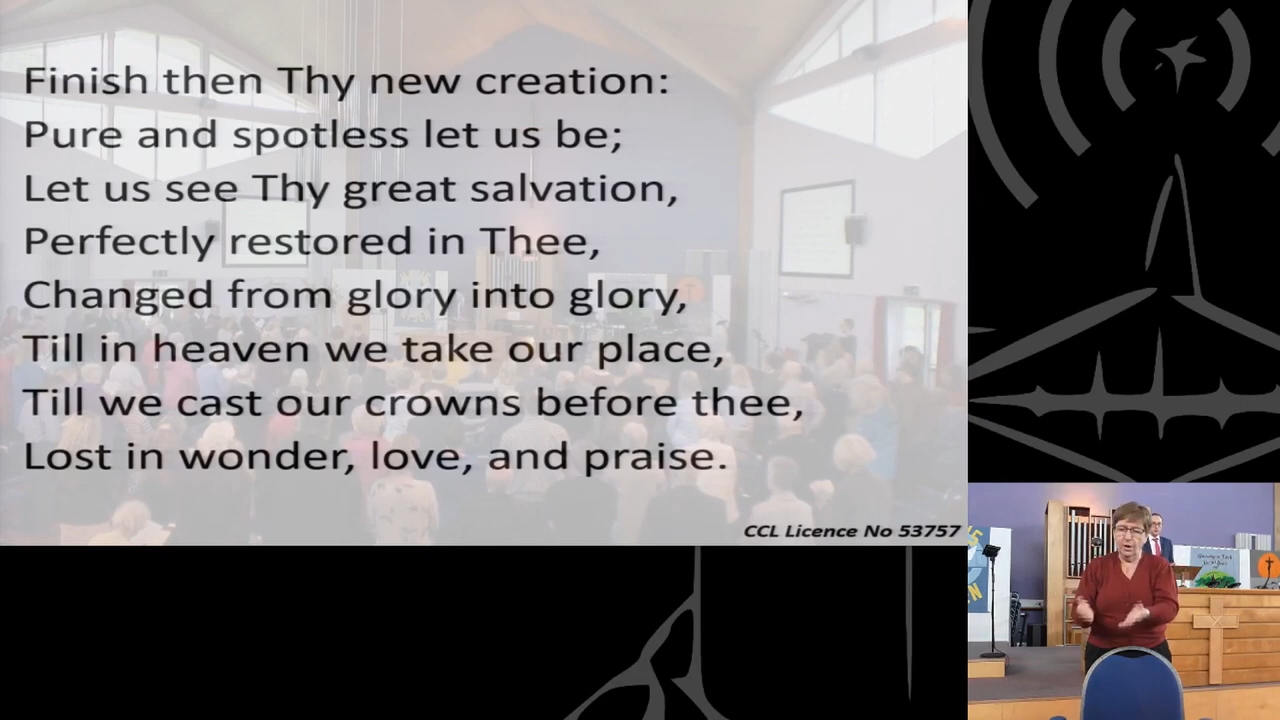 Finish then Thy new creation:
Pure and spotless let us be;
Let us see Thy great salvation,
Perfectly restored in Thee,
Changed from glory into glory,
Till in heaven we take our place,
Till we cast our crowns before thee,
Lost in wonder, love, and praise.
CCL Licence No 53757